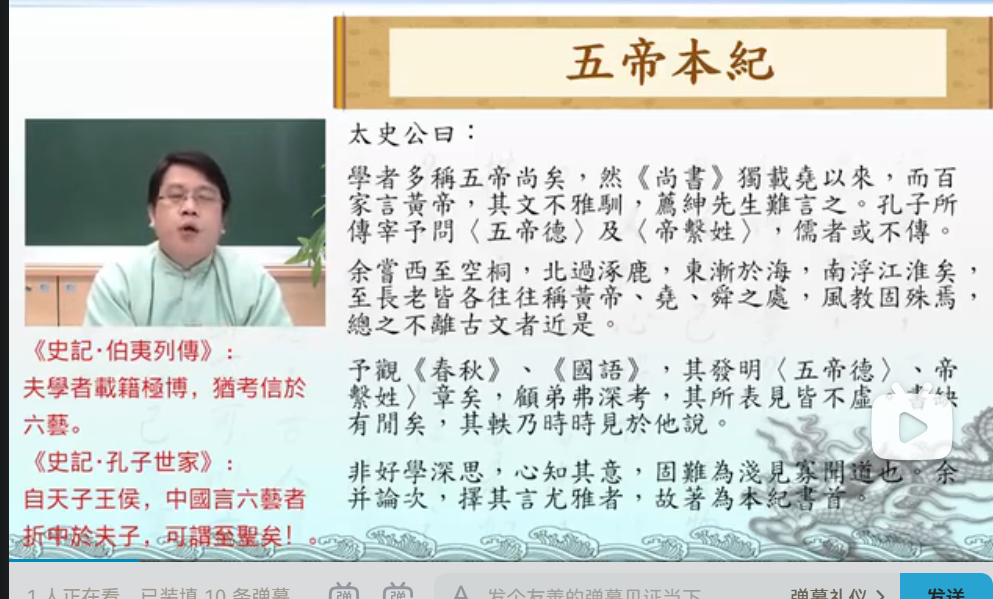 五帝本紀
太史公曰：
學者多稱五帝尚矣，然《尚書》獨載堯以來，而百
家言黃帝，其文不雅馴，薦紳先生難言之。孔子所
傳宰予問〈五帝德〉及〈帝繫姓〉，儒者或不傳。
余嘗西至空桐，北過涿鹿，東漸於海，南浮江淮矣，
至長老皆各往往稱黃帝、堯、舜之處，風教固殊焉，
總之不離古文者近是。
予觀《春秋》、《國語》，其發明〈五帝德〉、帝
繫姓〉章矣，顧弟弗深考，其所表見皆不虛。書缺
有閒矣，其軼乃時時見於他說。
非好學深思，心知其意，固難為淺見寡聞道也。余
并論次，擇其言尤雅者，故著為本紀書首。
《史記·伯夷列傳》：
夫學者載籍極博，猶考信於
六藝。
《史記·孔子世家》：
自天子王侯，中國言六藝者
折中於夫子，可謂至聖矣！。
1 人正在看，已装填 10 条弹幕
弹 弹 A 发个友善的弹幕见证当下 弹幕礼仪 > 发送